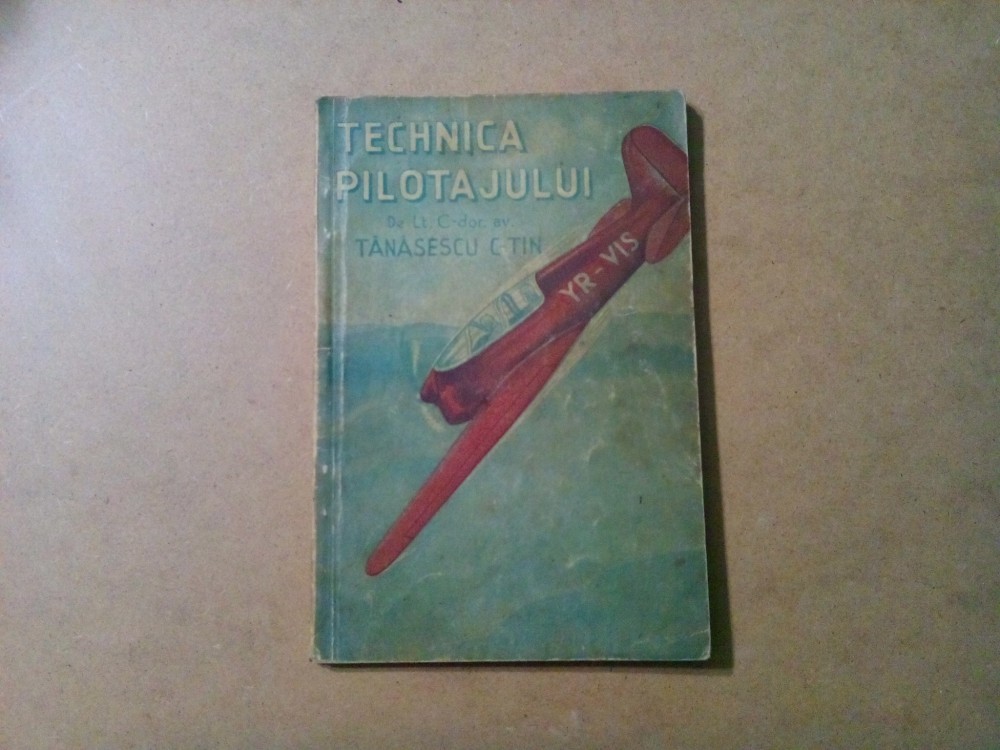 TECHNICA
PILOTAJULUI
De Lt. C-dor. av.
TĂNĂSESCU C-TIN
YR-VIS